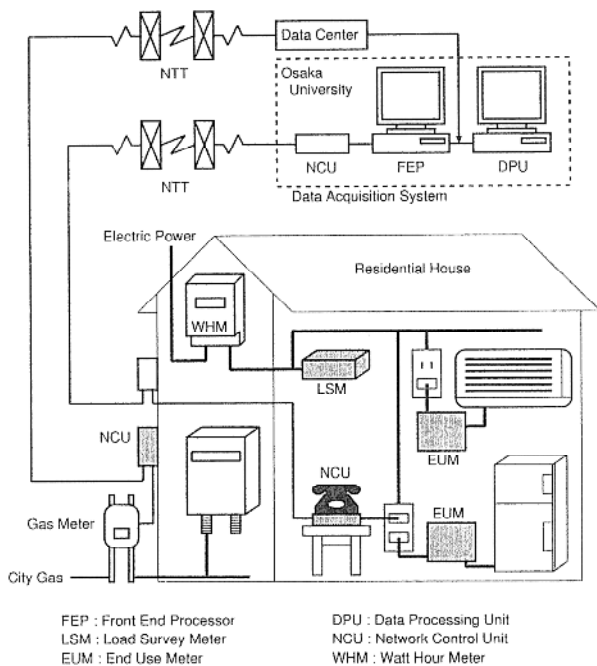 Data Center
NTT
Osaka
University
NCU
FEP
DPU
NTT
Data Acquisition System
Electric Power
Residential House
WHM
LSM
NCU
EUM
NCU
Gas Meter
EUM
City Gas
FEP : Front End Processor
LSM : Load Survey Meter
EUM : End Use Meter
DPU : Data Processing Unit
NCU : Network Control Unit
WHM : Watt Hour Meter